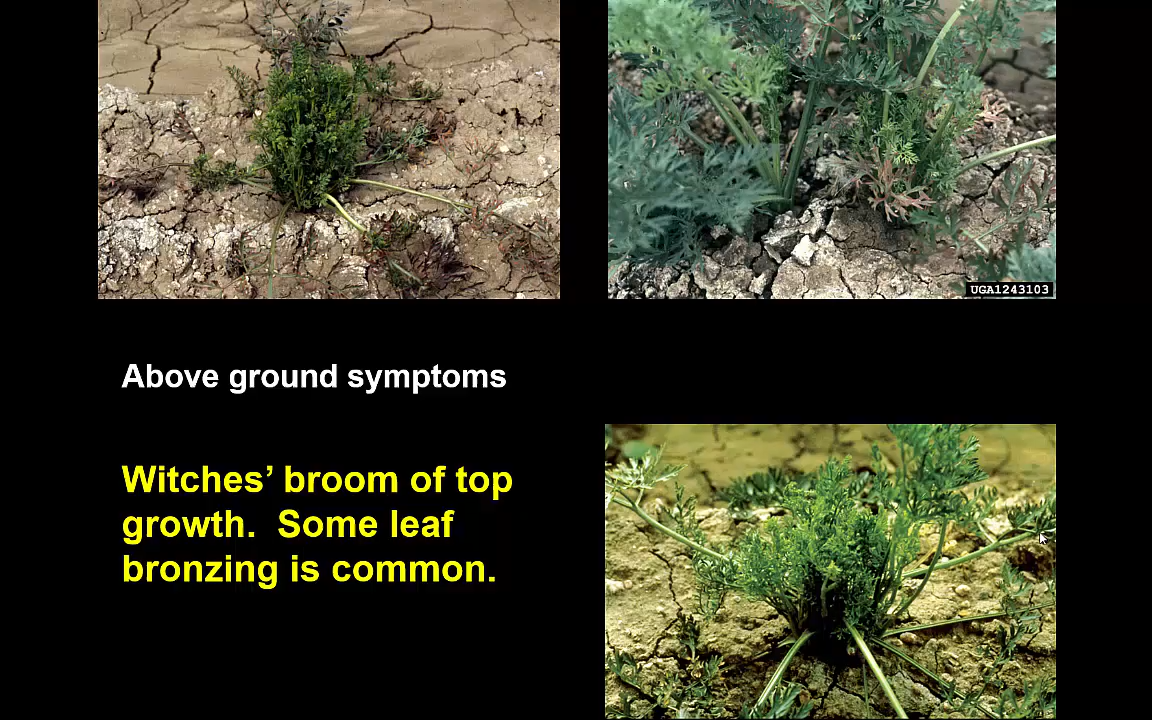 UGA1243103
Above ground symptoms
Witches’ broom of top
growth.  Some leaf
bronzing is common.